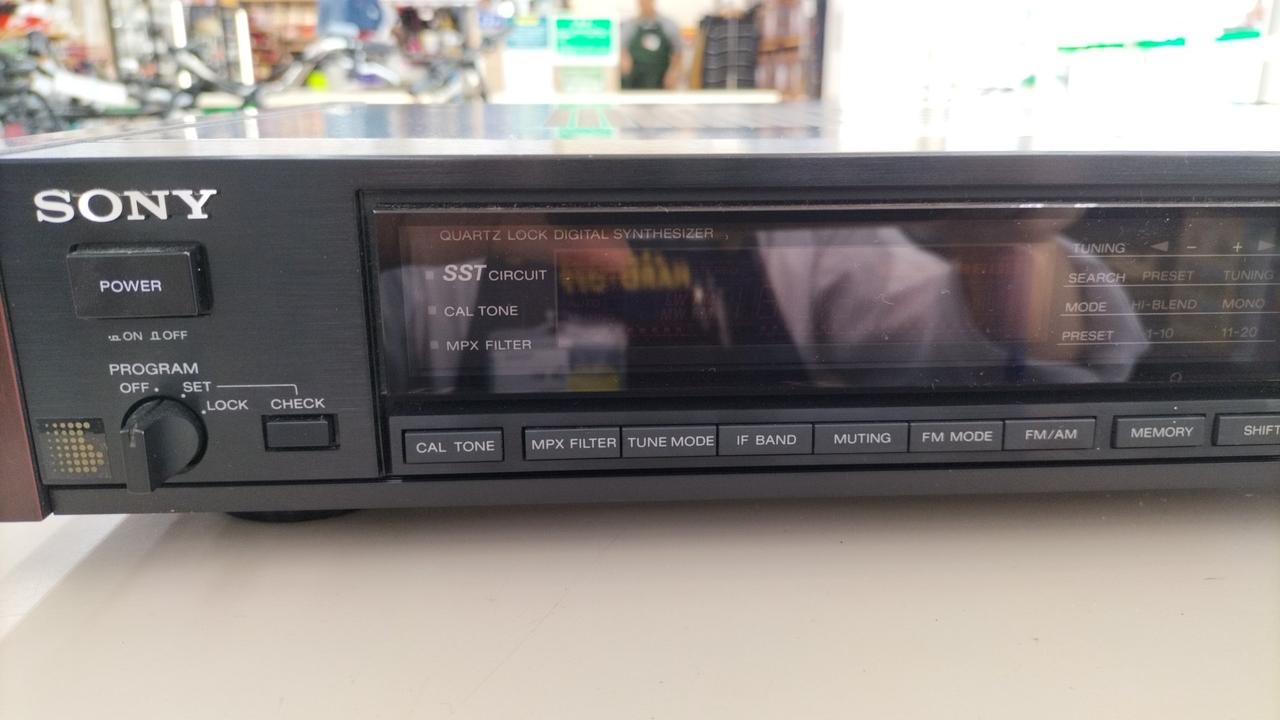 SONY
POWER
ON OFF
PROGRAM
OFF SET
LOCK CHECK
QUARTZ LOCK DIGITAL SYNTHESIZER
SST CIRCUIT
CAL TONE
MPX FILTER
TUNING − +
SEARCH PRESET TUNING
MODE HI-BLEND MONO
PRESET 1-10 11-20
CAL TONE MPX FILTER TUNE MODE IF BAND MUTING FM MODE FM/AM MEMORY SHIFT